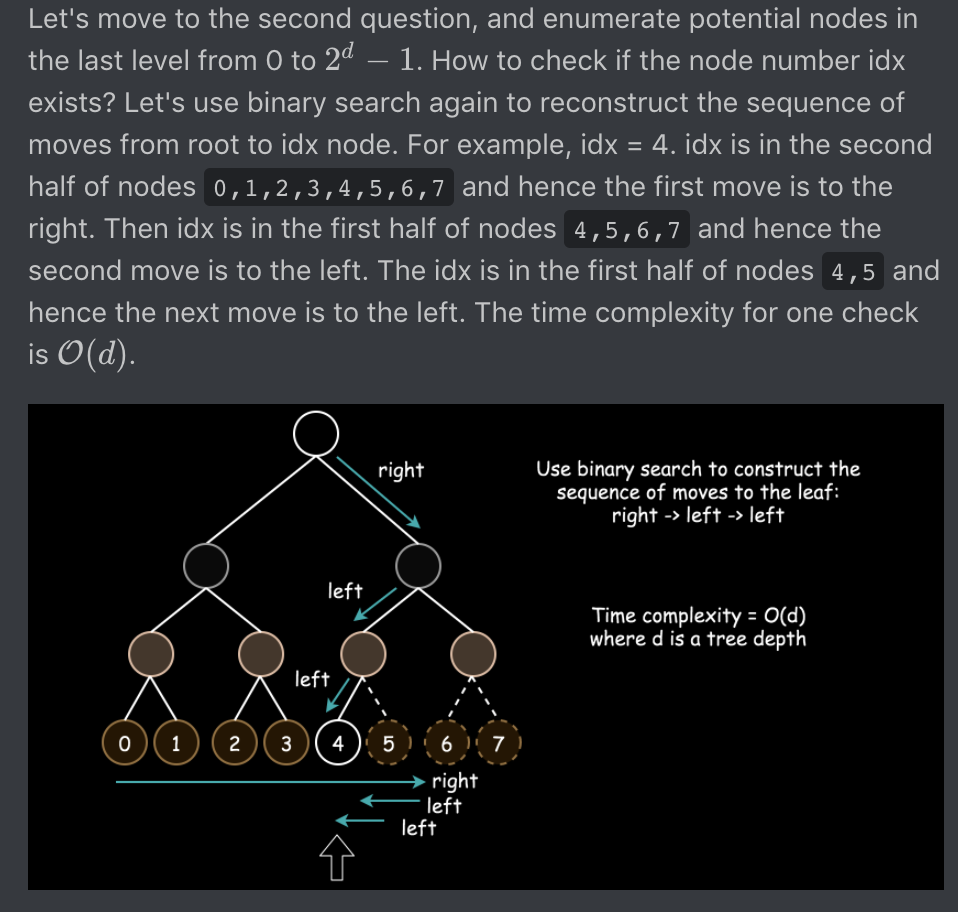 Let's move to the second question, and enumerate potential nodes in
the last level from 0 to 2^d − 1. How to check if the node number idx
exists? Let's use binary search again to reconstruct the sequence of
moves from root to idx node. For example, idx = 4. idx is in the second
half of nodes 0,1,2,3,4,5,6,7 and hence the first move is to the
right. Then idx is in the first half of nodes 4,5,6,7 and hence the
second move is to the left. The idx is in the first half of nodes 4,5 and
hence the next move is to the left. The time complexity for one check
is O(d).
right
Use binary search to construct the
sequence of moves to the leaf:
right -> left -> left
left
Time complexity = O(d)
where d is a tree depth
left
0 1 2 3 4 5 6 7
right
left
left